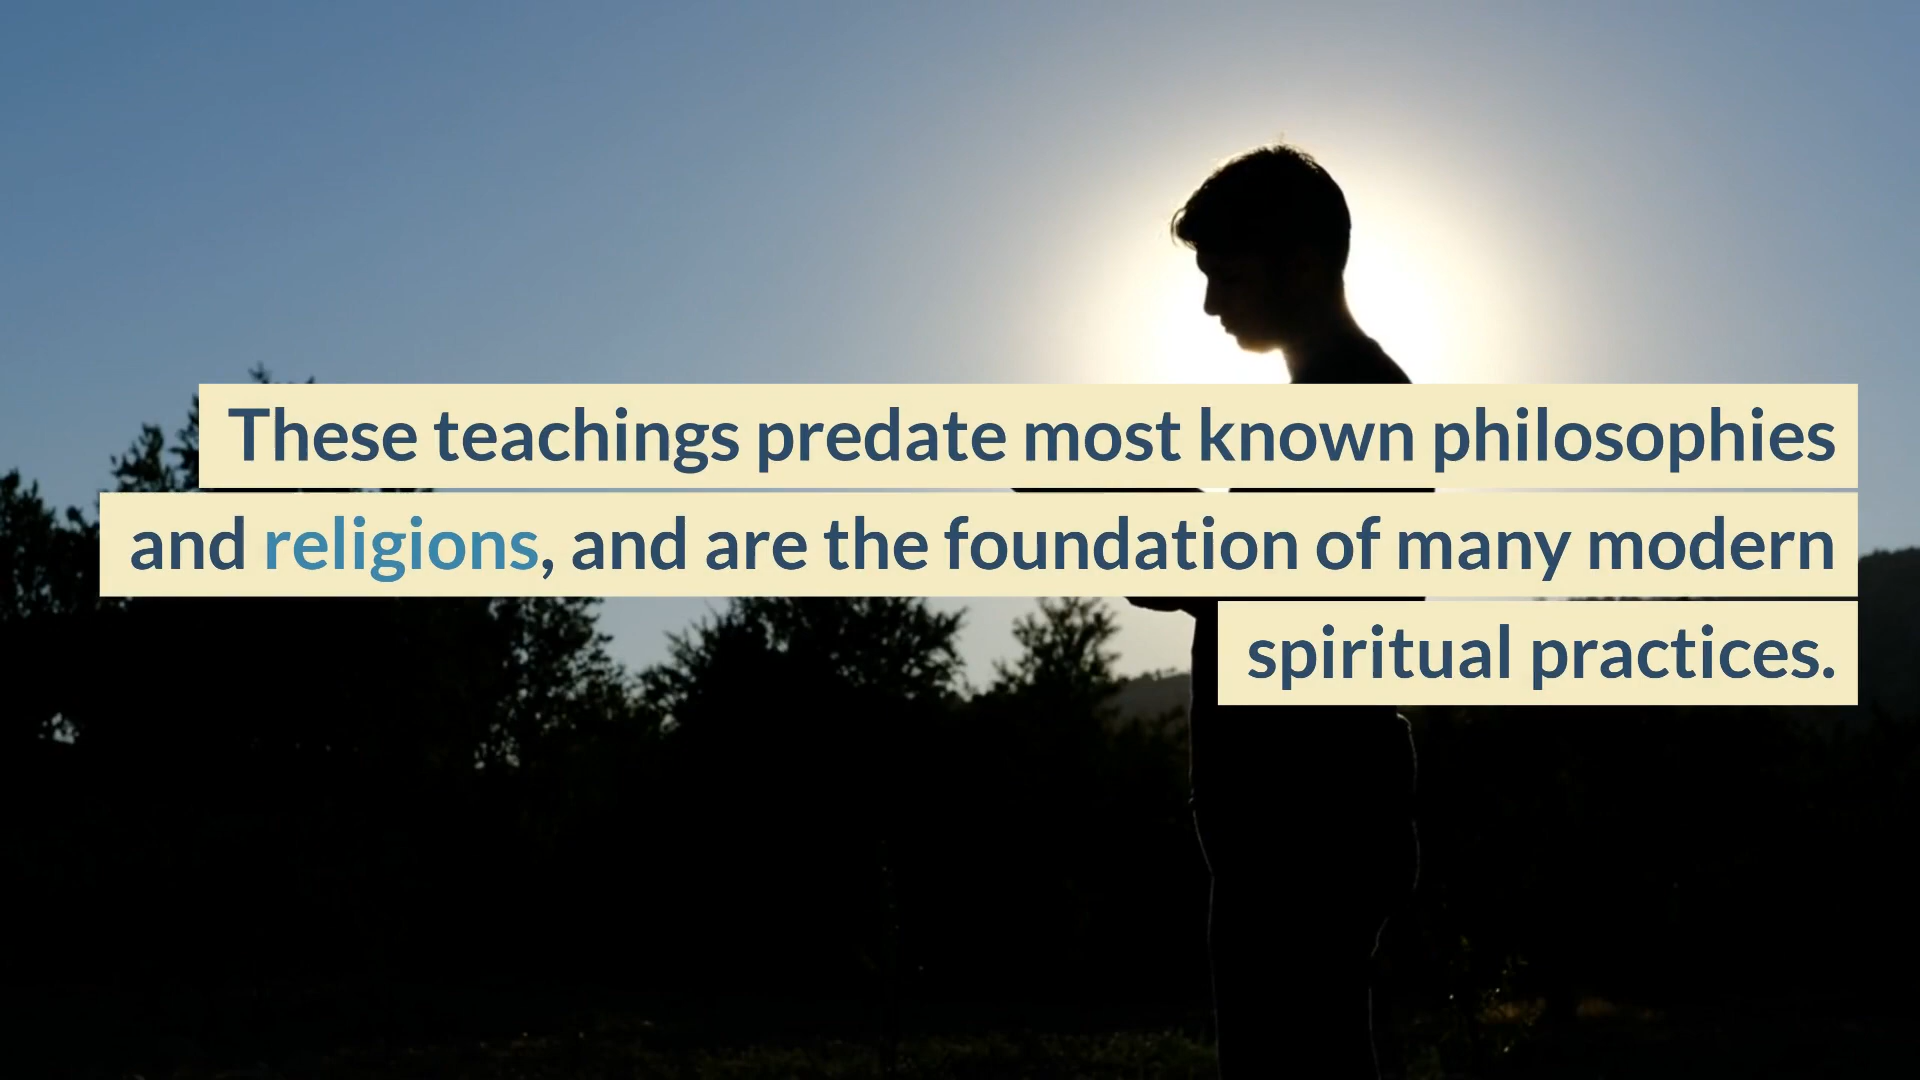 These teachings predate most known philosophies
and religions, and are the foundation of many modern
spiritual practices.